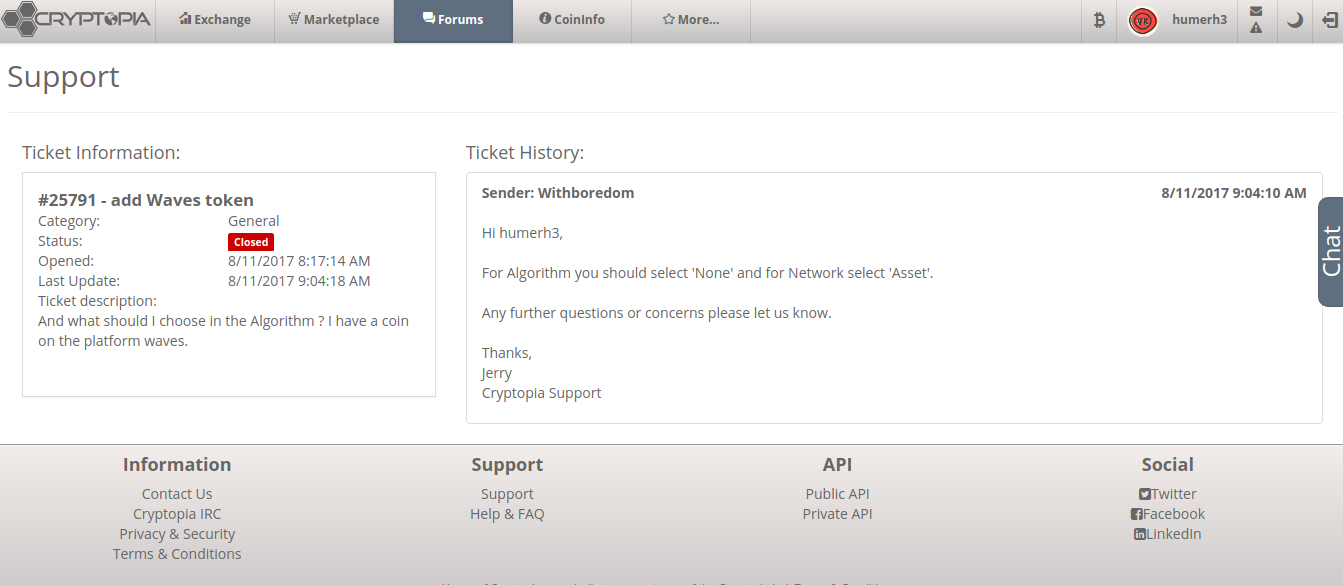 CRYPTOPIA
Exchange
Marketplace
Forums
CoinInfo
More...
humerh3
Support
Ticket Information:
#25791 - add Waves token
Category: General
Status: Closed
Opened: 8/11/2017 8:17:14 AM
Last Update: 8/11/2017 9:04:18 AM
Ticket description:
And what should I choose in the Algorithm ? I have a coin
on the platform waves.
Ticket History:
Sender: Withboredom 8/11/2017 9:04:10 AM
Hi humerh3,
For Algorithm you should select 'None' and for Network select 'Asset'.
Any further questions or concerns please let us know.
Thanks,
Jerry
Cryptopia Support
Chat
Information
Contact Us
Cryptopia IRC
Privacy & Security
Terms & Conditions
Support
Support
Help & FAQ
API
Public API
Private API
Social
Twitter
Facebook
LinkedIn